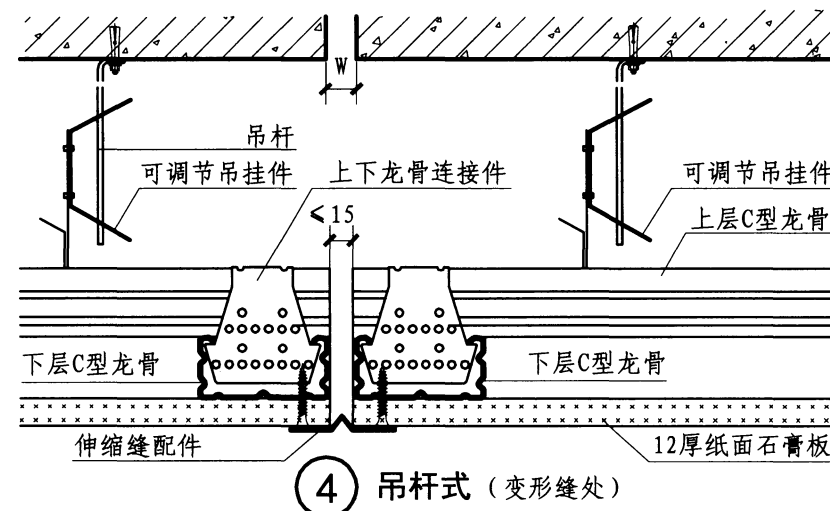 W
吊杆
可调节吊挂件
上下龙骨连接件
可调节吊挂件
≤15
上层C型龙骨
下层C型龙骨
下层C型龙骨
伸缩缝配件
12厚纸面石膏板
4 吊杆式（变形缝处）